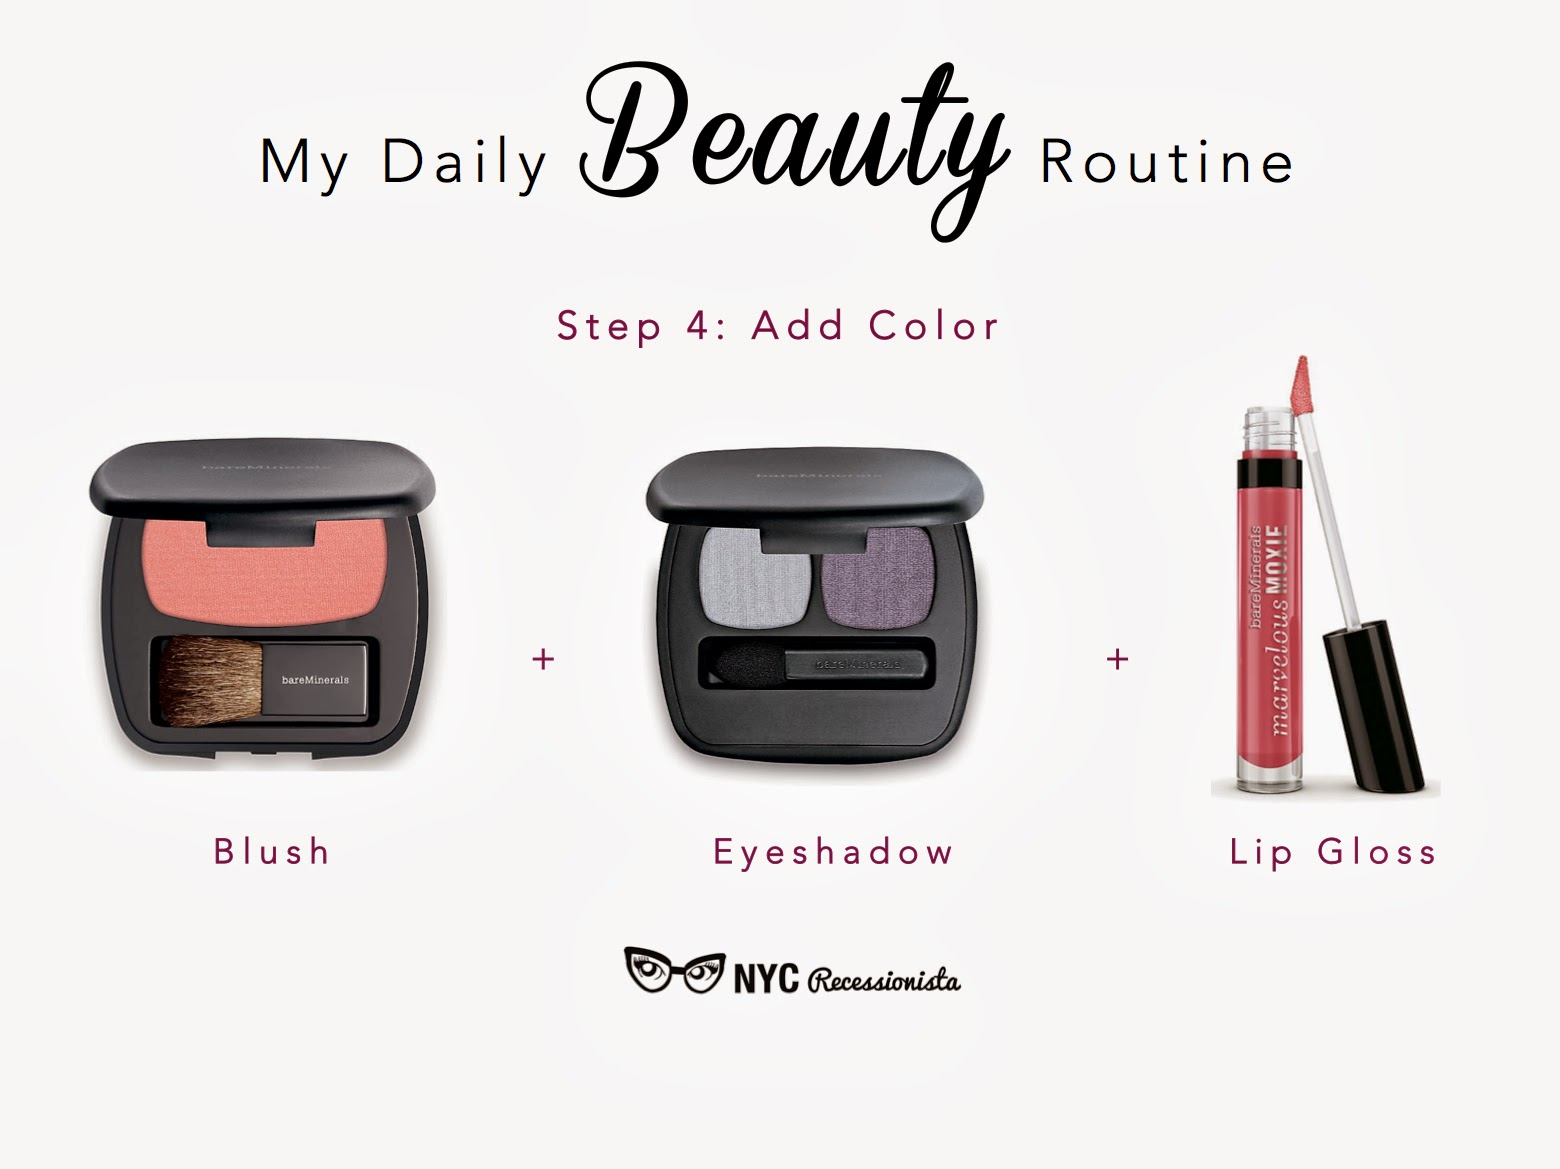 My Daily Beauty Routine
Step 4: Add Color
bareMinerals
bareMinerals
bareMinerals
bareMinerals
bareMinerals
marvelous MOXIE
Blush
+
Eyeshadow
+
Lip Gloss
NYC Recessionista